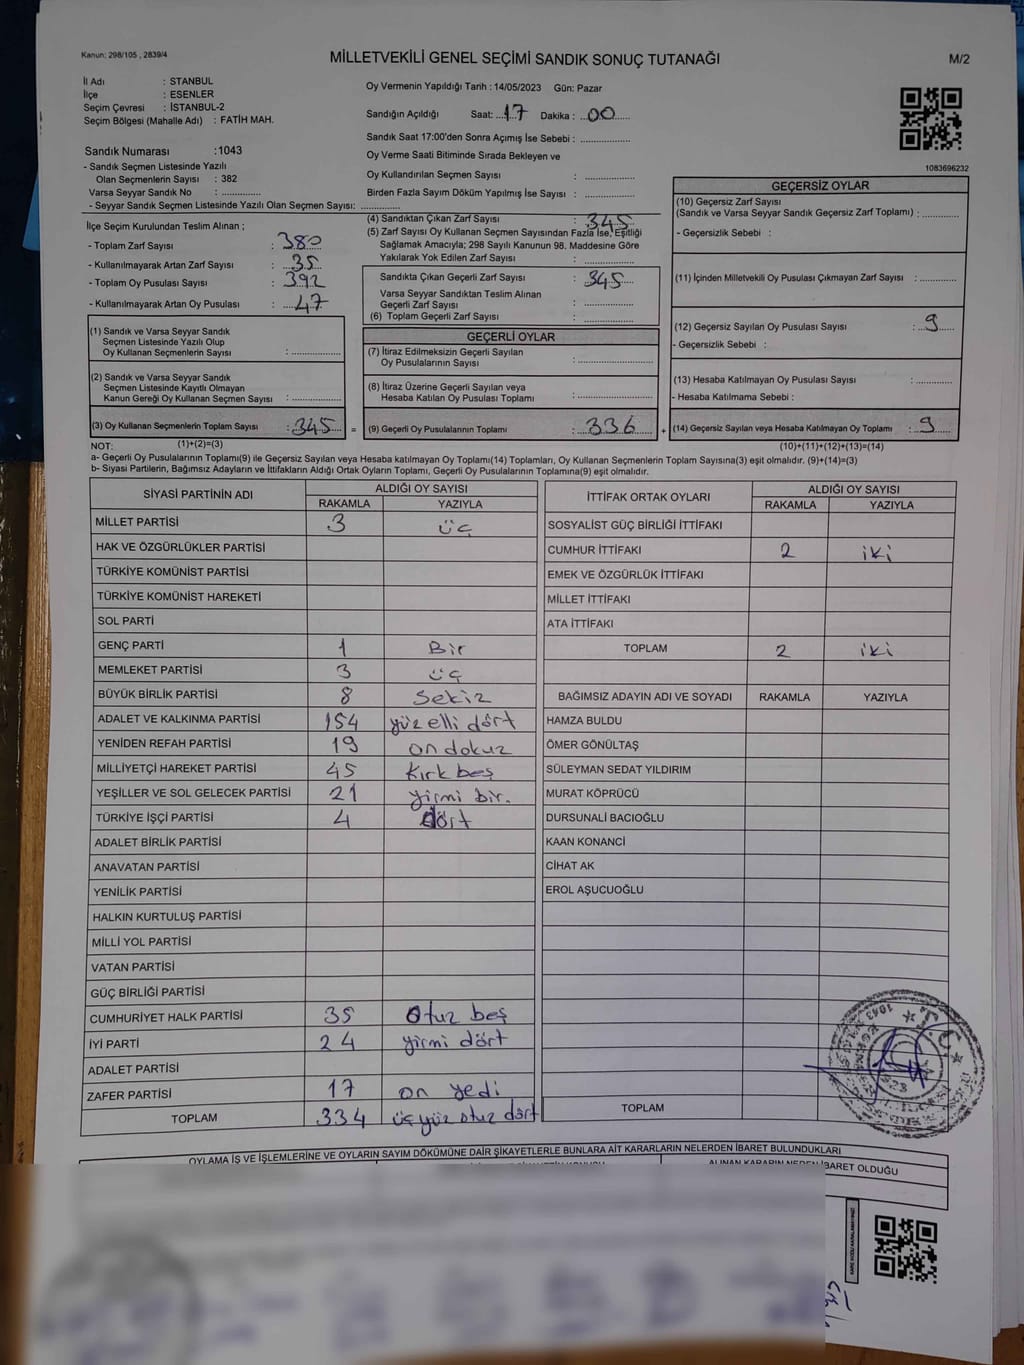 Kanun: 298/105 , 2839/4
MİLLETVEKİLİ GENEL SEÇİMİ SANDIK SONUÇ TUTANAĞI
M/2
İl Adı : STANBUL
İlçe : ESENLER
Seçim Çevresi : İSTANBUL-2
Seçim Bölgesi (Mahalle Adı) : FATİH MAH.
Oy Vermenin Yapıldığı Tarih : 14/05/2023 Gün: Pazar
Sandığın Açıldığı Saat: 17 Dakika : 00
Sandık Saat 17:00'den Sonra Açımış İse Sebebi :
Sandık Numarası :1043
- Sandık Seçmen Listesinde Yazılı
Olan Seçmenlerin Sayısı : 382
Varsa Seyyar Sandık No :
- Seyyar Sandık Seçmen Listesinde Yazılı Olan Seçmen Sayısı:
Oy Verme Saati Bitiminde Sırada Bekleyen ve
Oy Kullandırılan Seçmen Sayısı :
Birden Fazla Sayım Döküm Yapılmış İse Sayısı :
1083696232
İlçe Seçim Kurulundan Teslim Alınan ;
- Toplam Zarf Sayısı : 380
- Kullanılmayarak Artan Zarf Sayısı : 35
- Toplam Oy Pusulası Sayısı : 392
- Kullanılmayarak Artan Oy Pusulası : 47
(4) Sandıktan Çıkan Zarf Sayısı : 345
(5) Zarf Sayısı Oy Kullanan Seçmen Sayısından Fazla İse, Eşitliği
Sağlamak Amacıyla; 298 Sayılı Kanunun 98. Maddesine Göre
Yakılarak Yok Edilen Zarf Sayısı :
Sandıkta Çıkan Geçerli Zarf Sayısı : 345
Varsa Seyyar Sandıktan Teslim Alınan
Geçerli Zarf Sayısı :
(6) Toplam Geçerli Zarf Sayısı :
GEÇERSİZ OYLAR
(10) Geçersiz Zarf Sayısı
(Sandık ve Varsa Seyyar Sandık Geçersiz Zarf Toplamı) :
- Geçersizlik Sebebi :
(11) İçinden Milletvekili Oy Pusulası Çıkmayan Zarf Sayısı :
(12) Geçersiz Sayılan Oy Pusulası Sayısı : 9
- Geçersizlik Sebebi :
(13) Hesaba Katılmayan Oy Pusulası Sayısı :
- Hesaba Katılmama Sebebi :
(14) Geçersiz Sayılan veya Hesaba Katılmayan Oy Toplamı : 9
(1) Sandık ve Varsa Seyyar Sandık
Seçmen Listesinde Yazılı Olup
Oy Kullanan Seçmenlerin Sayısı :
(2) Sandık ve Varsa Seyyar Sandık
Seçmen Listesinde Kayıtlı Olmayan
Kanun Gereği Oy Kullanan Seçmen Sayısı :
(3) Oy Kullanan Seçmenlerin Toplam Sayısı : 345 =
GEÇERLİ OYLAR
(7) İtiraz Edilmeksizin Geçerli Sayılan
Oy Pusulalarının Sayısı :
(8) İtiraz Üzerine Geçerli Sayılan veya
Hesaba Katılan Oy Pusulası Toplamı :
(9) Geçerli Oy Pusulalarının Toplamı : 336 +
NOT: (1)+(2)=(3)
(10)+(11)+(12)+(13)=(14)
a- Geçerli Oy Pusulalarının Toplamı(9) ile Geçersiz Sayılan veya Hesaba katılmayan Oy Toplamı(14) Toplamları, Oy Kullanan Seçmenlerin Toplam Sayısına(3) eşit olmalıdır. (9)+(14)=(3)
b- Siyasi Partilerin, Bağımsız Adayların ve İttifakların Aldığı Ortak Oyların Toplamı, Geçerli Oy Pusulalarının Toplamına(9) eşit olmalıdır.
SİYASİ PARTİNİN ADI ALDIĞI OY SAYISI
RAKAMLA YAZIYLA
MİLLET PARTİSİ 3 üç
HAK VE ÖZGÜRLÜKLER PARTİSİ
TÜRKİYE KOMÜNİST PARTİSİ
TÜRKİYE KOMÜNİST HAREKETİ
SOL PARTİ
GENÇ PARTİ 1 Bir
MEMLEKET PARTİSİ 3 üç
BÜYÜK BİRLİK PARTİSİ 8 sekiz
ADALET VE KALKINMA PARTİSİ 154 yüz elli dört
YENİDEN REFAH PARTİSİ 19 on dokuz
MİLLİYETÇİ HAREKET PARTİSİ 45 Kırk beş
YEŞİLLER VE SOL GELECEK PARTİSİ 21 yirmi bir.
TÜRKİYE İŞÇİ PARTİSİ 4 dört
ADALET BİRLİK PARTİSİ
ANAVATAN PARTİSİ
YENİLİK PARTİSİ
HALKIN KURTULUŞ PARTİSİ
MİLLİ YOL PARTİSİ
VATAN PARTİSİ
GÜÇ BİRLİĞİ PARTİSİ
CUMHURİYET HALK PARTİSİ 35 Otuz beş
İYİ PARTİ 24 yirmi dört
ADALET PARTİSİ
ZAFER PARTİSİ 17 on yedi
TOPLAM 334 üç yüz otuz dört
İTTİFAK ORTAK OYLARI ALDIĞI OY SAYISI
RAKAMLA YAZIYLA
SOSYALİST GÜÇ BİRLİĞİ İTTİFAKI
CUMHUR İTTİFAKI 2 iki
EMEK VE ÖZGÜRLÜK İTTİFAKI
MİLLET İTTİFAKI
ATA İTTİFAKI
TOPLAM 2 iki
BAĞIMSIZ ADAYIN ADI VE SOYADI RAKAMLA YAZIYLA
HAMZA BULDU
ÖMER GÖNÜLTAŞ
SÜLEYMAN SEDAT YILDIRIM
MURAT KÖPRÜCÜ
DURSUNALİ BACIOĞLU
KAAN KONANCİ
CİHAT AK
EROL AŞUCUOĞLU
TOPLAM
T.C. 1043
OYLAMA İŞ VE İŞLEMLERİNE VE OYLARIN SAYIM DÖKÜMÜNE DAİR ŞİKAYETLERLE BUNLARA AİT KARARLARIN NELERDEN İBARET BULUNDUKLARI
ALINAN KARARIN NEDEN İBARET OLDUĞU